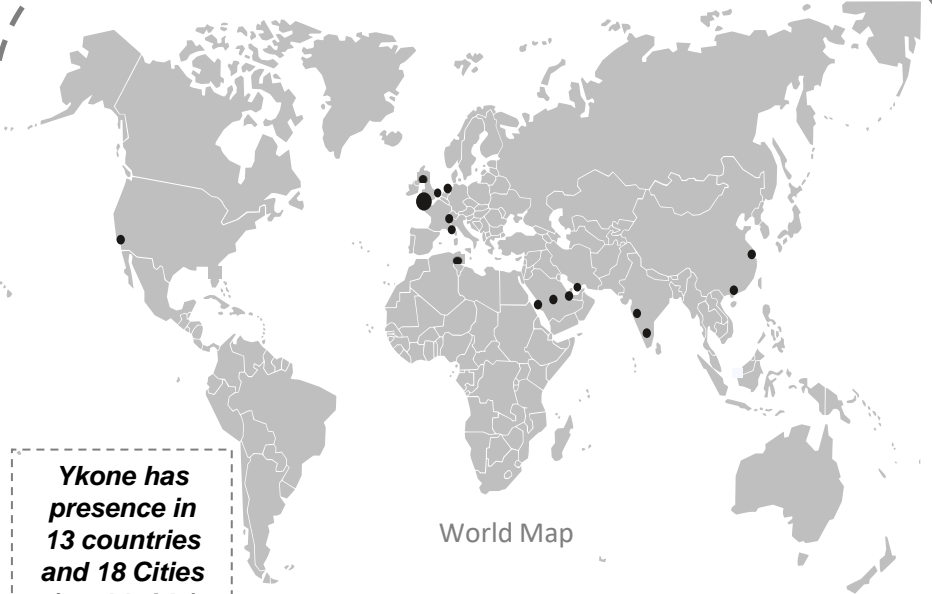 World Map
Ykone has
presence in
13 countries
and 18 Cities